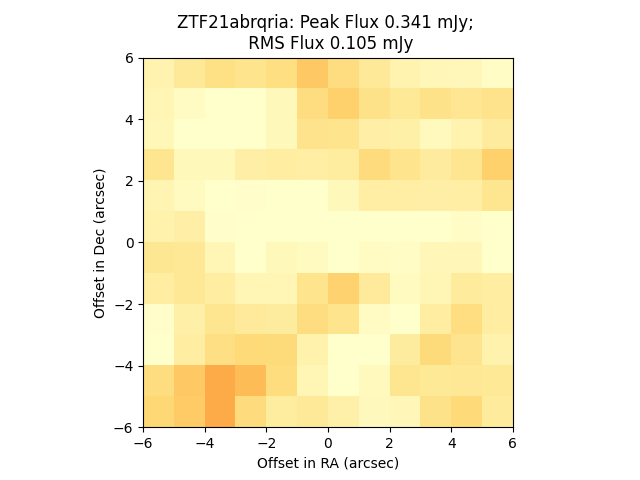 ZTF21abrqria: Peak Flux 0.341 mJy;
RMS Flux 0.105 mJy
6
4
2
0
−2
−4
−6
Offset in Dec (arcsec)
−6 −4 −2 0 2 4 6
Offset in RA (arcsec)